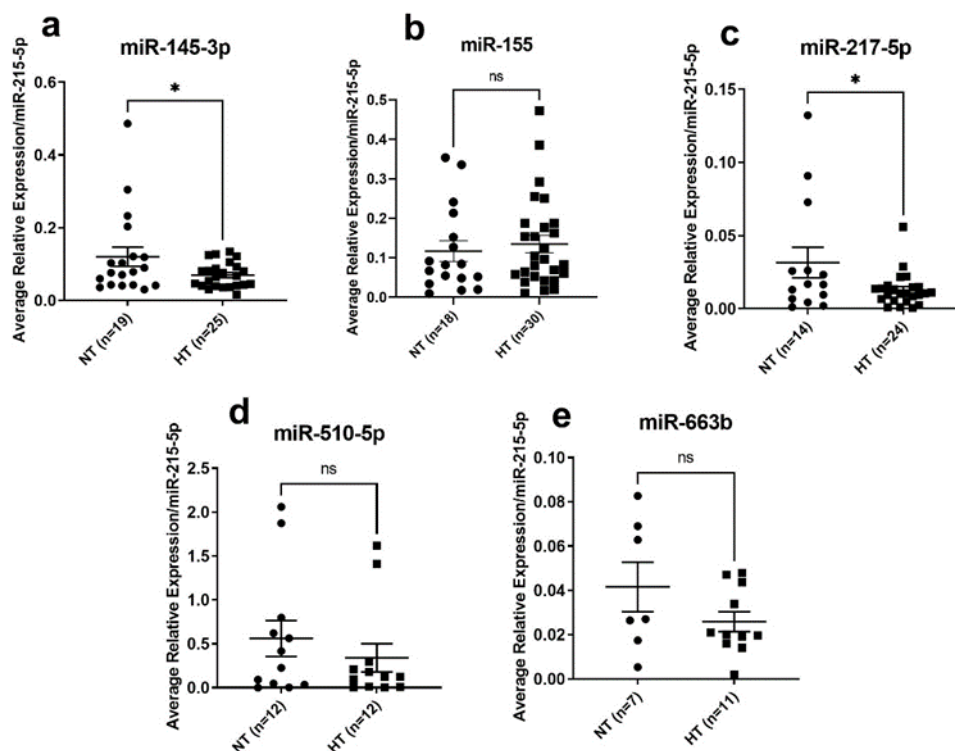 a
miR-145-3p
Average Relative Expression/miR-215-5p
0.6
0.4
0.2
0.0
*
NT (n=19)
HT (n=25)
b
miR-155
Average Relative Expression/miR-215-5p
0.5
0.4
0.3
0.2
0.1
0.0
ns
NT (n=18)
HT (n=30)
c
miR-217-5p
Average Relative Expression/miR-215-5p
0.15
0.10
0.05
0.00
*
NT (n=14)
HT (n=24)
d
miR-510-5p
Average Relative Expression/miR-215-5p
2.5
2.0
1.5
1.0
0.5
0.0
ns
NT (n=12)
HT (n=12)
e
miR-663b
Average Relative Expression/miR-215-5p
0.10
0.08
0.06
0.04
0.02
0.00
ns
NT (n=7)
HT (n=11)